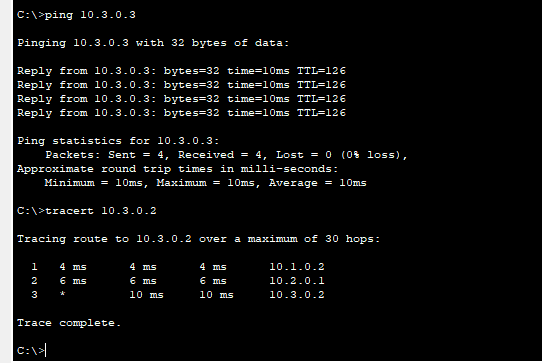 C:\>ping 10.3.0.3
Pinging 10.3.0.3 with 32 bytes of data:
Reply from 10.3.0.3: bytes=32 time=10ms TTL=126
Reply from 10.3.0.3: bytes=32 time=10ms TTL=126
Reply from 10.3.0.3: bytes=32 time=10ms TTL=126
Reply from 10.3.0.3: bytes=32 time=10ms TTL=126
Ping statistics for 10.3.0.3:
Packets: Sent = 4, Received = 4, Lost = 0 (0% loss),
Approximate round trip times in milli-seconds:
Minimum = 10ms, Maximum = 10ms, Average = 10ms
C:\>tracert 10.3.0.2
Tracing route to 10.3.0.2 over a maximum of 30 hops:
1 4 ms 4 ms 4 ms 10.1.0.2
2 6 ms 6 ms 6 ms 10.2.0.1
3 * 10 ms 10 ms 10.3.0.2
Trace complete.
C:\>